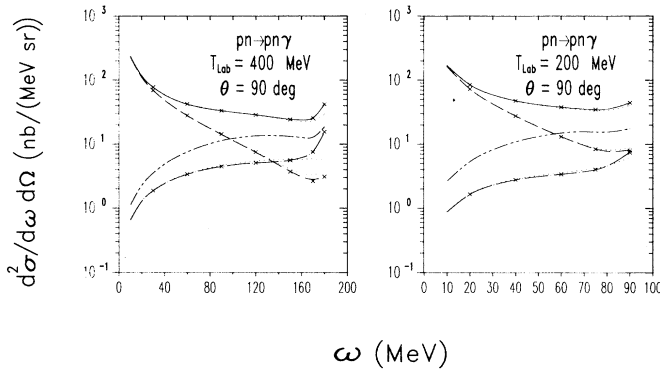 d²σ/dω dΩ (nb/(MeV sr))
10³
10²
10¹
10⁰
10⁻¹
pn→pnγ
T_Lab = 400 MeV
θ = 90 deg
0 40 80 120 160 200
10³
10²
10¹
10⁰
10⁻¹
pn→pnγ
T_Lab = 200 MeV
θ = 90 deg
0 10 20 30 40 50 60 70 80 90 100
ω (MeV)